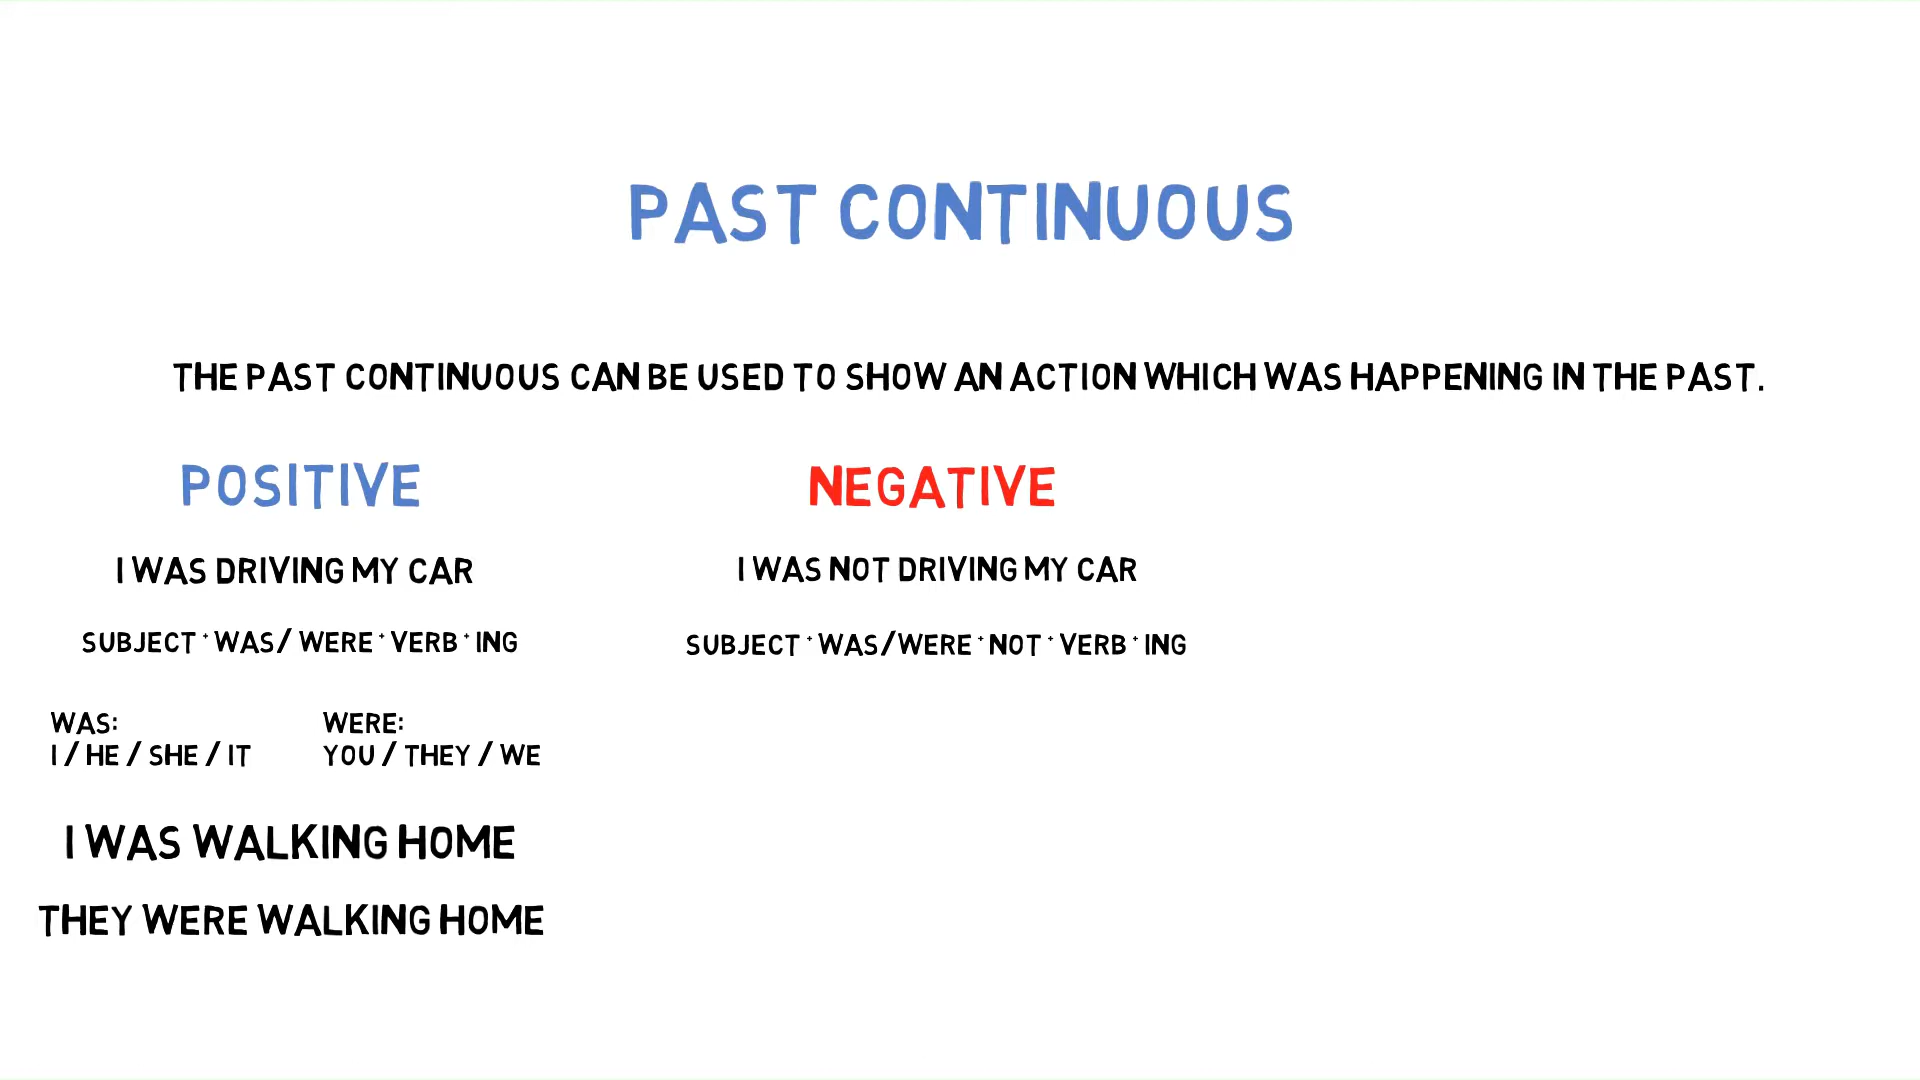 PAST CONTINUOUS
THE PAST CONTINUOUS CAN BE USED TO SHOW AN ACTION WHICH WAS HAPPENING IN THE PAST.
POSITIVE
I WAS DRIVING MY CAR
SUBJECT + WAS/ WERE + VERB + ING
WAS:
I / HE / SHE / IT
WERE:
YOU / THEY / WE
I WAS WALKING HOME
THEY WERE WALKING HOME
NEGATIVE
I WAS NOT DRIVING MY CAR
SUBJECT + WAS/WERE + NOT + VERB + ING